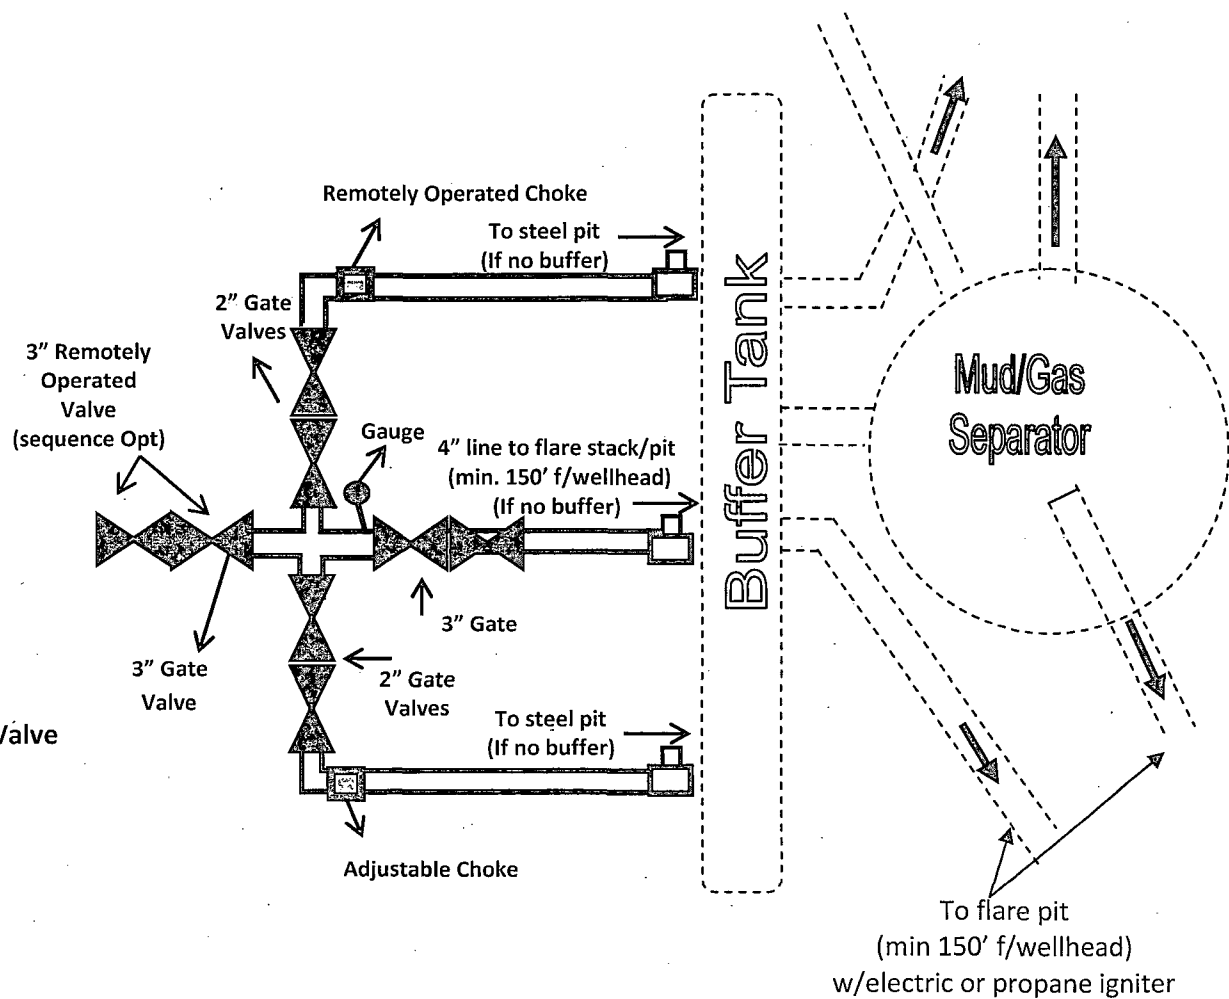 Remotely Operated Choke
To steel pit
(If no buffer)
2” Gate
Valves
3” Remotely
Operated
Valve
(sequence Opt)
Gauge
4” line to flare stack/pit
(min. 150’ f/wellhead)
(If no buffer)
3” Gate
3” Gate
Valve
2” Gate
Valves
Valve
To steel pit
(If no buffer)
Adjustable Choke
Buffer Tank
Mud/Gas
Separator
To flare pit
(min 150’ f/wellhead)
w/electric or propane igniter